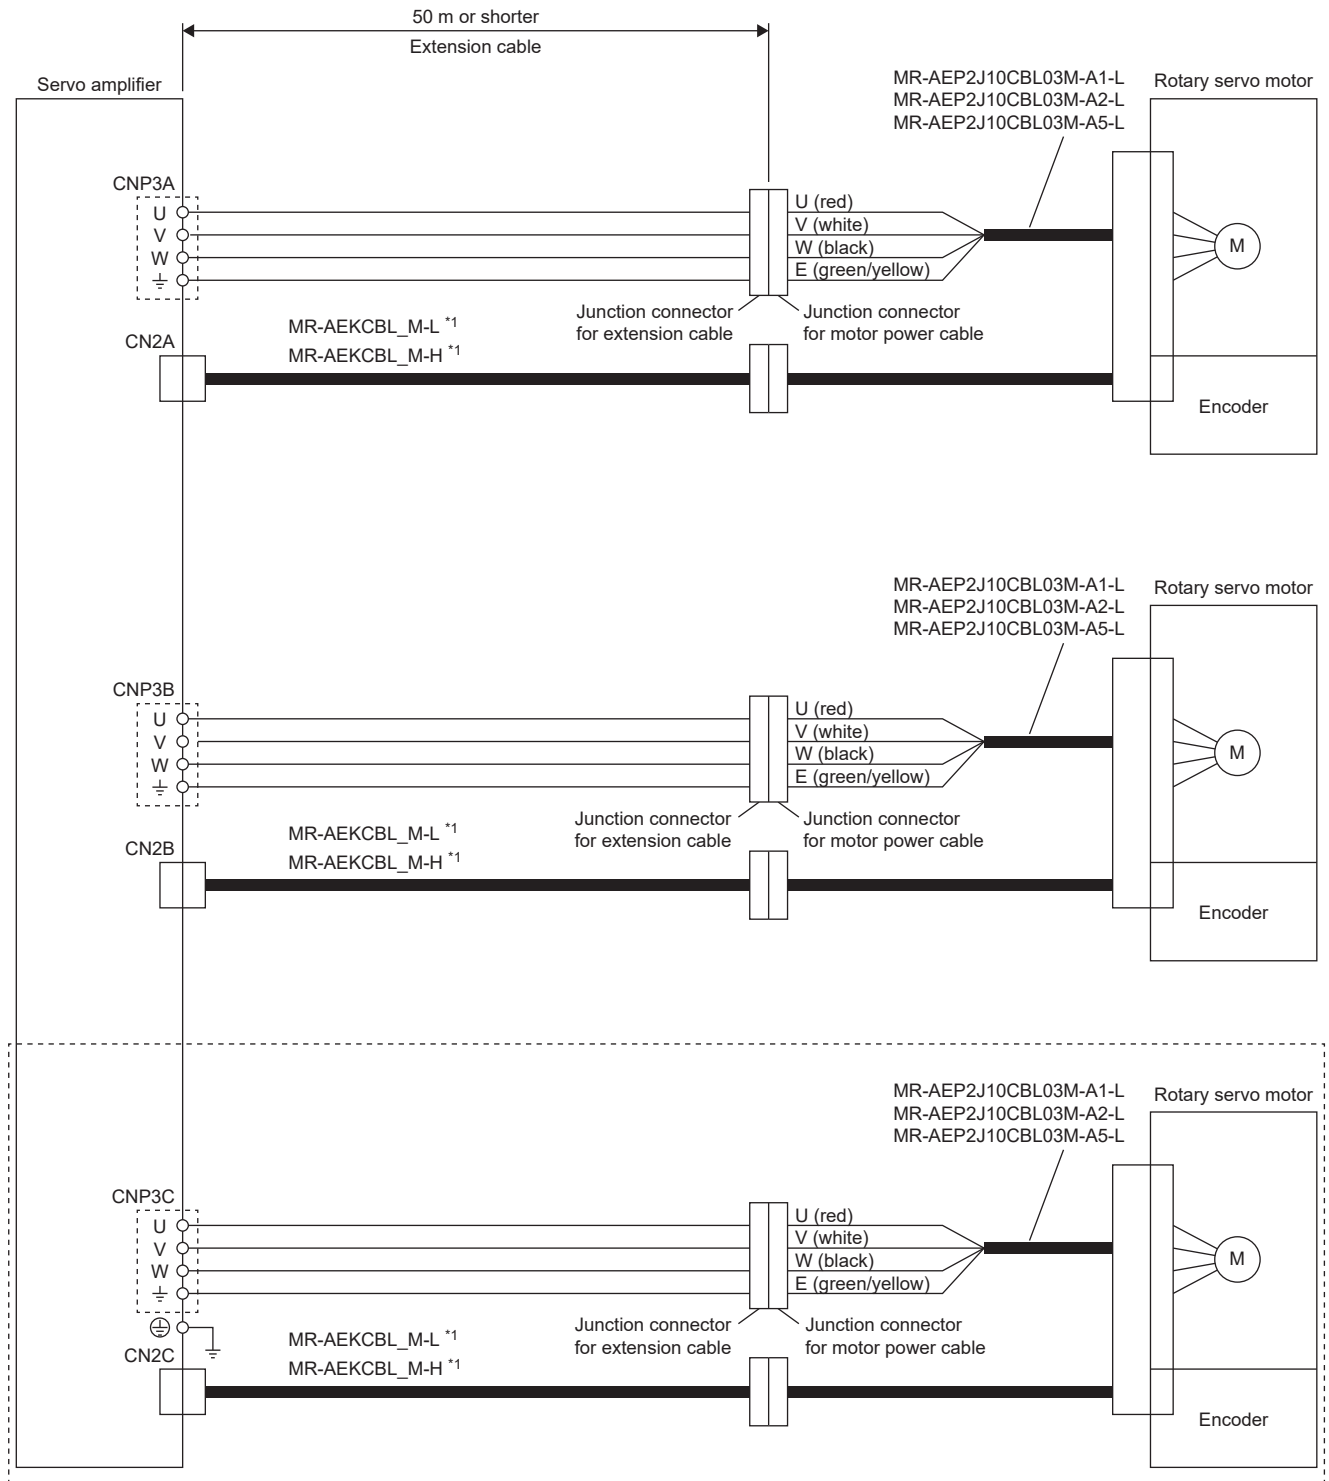 50 m or shorter
Extension cable
Servo amplifier
MR-AEP2J10CBL03M-A1-L
MR-AEP2J10CBL03M-A2-L
MR-AEP2J10CBL03M-A5-L
Rotary servo motor
CNP3A
U
V
W
U (red)
V (white)
W (black)
E (green/yellow)
M
Junction connector
for extension cable
Junction connector
for motor power cable
MR-AEKCBL_M-L *1
MR-AEKCBL_M-H *1
CN2A
Encoder
MR-AEP2J10CBL03M-A1-L
MR-AEP2J10CBL03M-A2-L
MR-AEP2J10CBL03M-A5-L
Rotary servo motor
CNP3B
U
V
W
U (red)
V (white)
W (black)
E (green/yellow)
M
Junction connector
for extension cable
Junction connector
for motor power cable
MR-AEKCBL_M-L *1
MR-AEKCBL_M-H *1
CN2B
Encoder
MR-AEP2J10CBL03M-A1-L
MR-AEP2J10CBL03M-A2-L
MR-AEP2J10CBL03M-A5-L
Rotary servo motor
CNP3C
U
V
W
U (red)
V (white)
W (black)
E (green/yellow)
M
Junction connector
for extension cable
Junction connector
for motor power cable
MR-AEKCBL_M-L *1
MR-AEKCBL_M-H *1
CN2C
Encoder